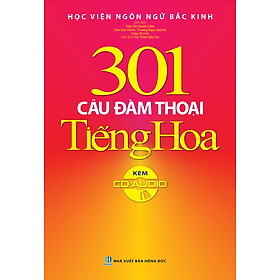 HỌC VIỆN NGÔN NGỮ BẮC KINH
301
CÂU ĐÀM THOẠI
Tiếng Hoa
KÈM
CD AUDIO
NHÀ XUẤT BẢN HỒNG ĐỨC